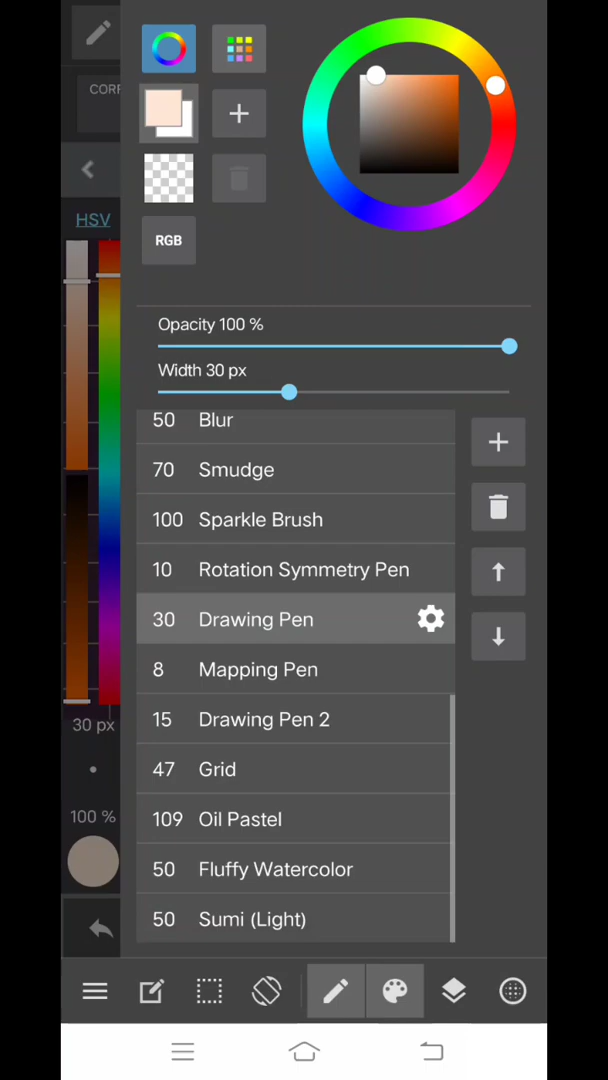 CORR
HSV
RGB
Opacity 100 %
Width 30 px
50 Blur
70 Smudge
100 Sparkle Brush
10 Rotation Symmetry Pen
30 Drawing Pen
8 Mapping Pen
15 Drawing Pen 2
47 Grid
109 Oil Pastel
50 Fluffy Watercolor
50 Sumi (Light)
30 px
100 %